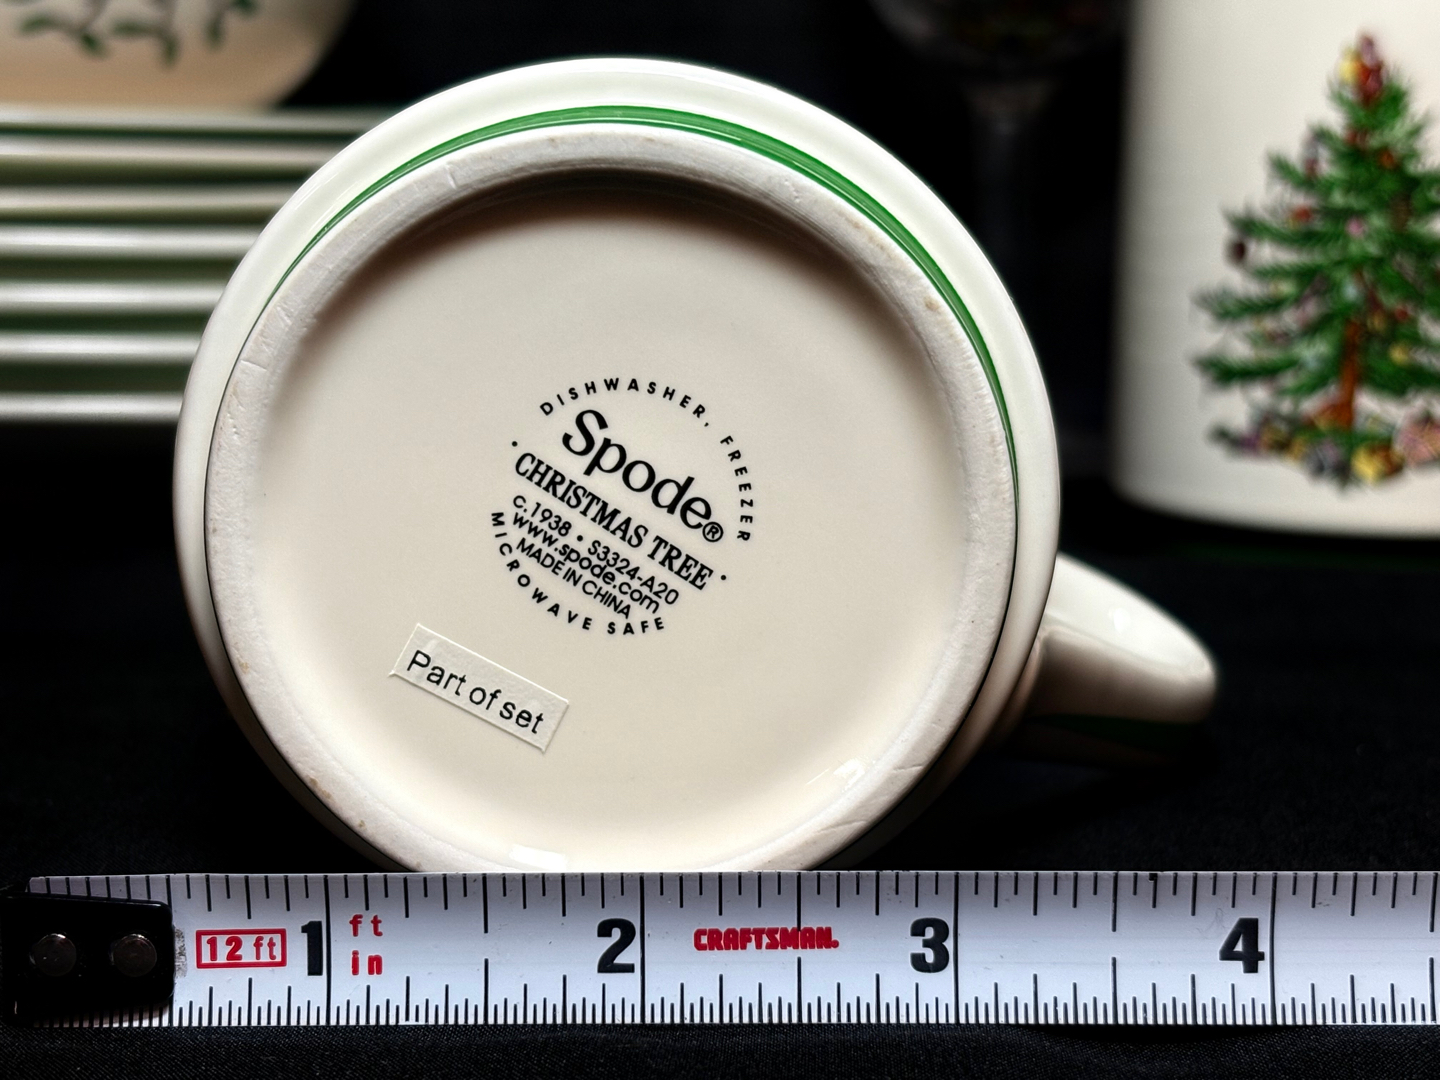 DISHWASHER, FREEZER
Spode®
• CHRISTMAS TREE •
C.1938 • S3324-A20
www.spode.com
MADE IN CHINA
MICROWAVE SAFE
Part of set
12 ft 1 ft in 2 CRAFTSMAN. 3 4